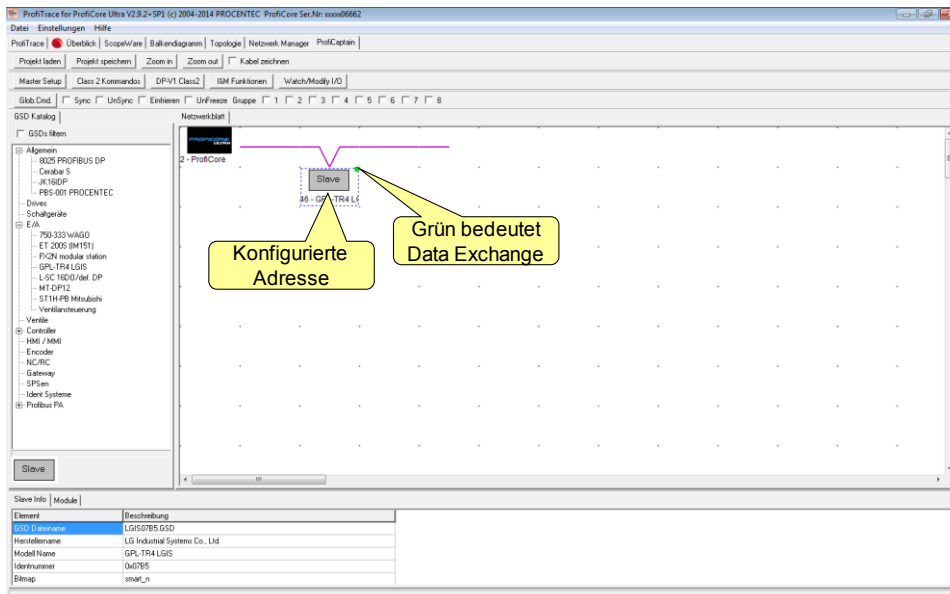 ProfiTrace for ProfiCore Ultra V2.9.2+SP1 (c) 2004-2014 PROCENTEC ProfiCore Ser.Nr: xxxxx06662
Datei Einstellungen Hilfe
ProfiTrace Überblick ScopeWare Balkendiagramm Topologie Netzwerk Manager ProfiCaptain
Projekt laden Projekt speichern Zoom in Zoom out Kabel zeichnen
Master Setup Class 2 Kommandos DP-V1 Class2 I&M Funktionen Watch/Modify I/O
Glob.Cmd. Sync UnSync Einfrieren UnFreeze Gruppe 1 2 3 4 5 6 7 8
GSD Katalog
Netzwerkblatt
GSDs filtern
Allgemein
8025 PROFIBUS DP
Cerabar S
JK16IDP
PBS-001 PROCENTEC
Drives
Schaltgeräte
E/A
750-333 WAGO
ET 200S (IM151)
FX2N modular station
GPL-TR4 LGIS
L-SC 16DO/def. DP
MT-DP12
ST1H-PB Mitsubishi
Ventilansteuerung
Ventile
Controller
HMI / MMI
Encoder
NC/RC
Gateway
SPSen
Ident Systeme
Profibus PA
Slave
PROFICORE
ULTRA
2 - ProfiCore
Slave
46 - GPL-TR4 LG
Konfigurierte
Adresse
Grün bedeutet
Data Exchange
Slave Info Module
Element Beschreibung
GSD Dateiname LGIS07B5.GSD
Herstellername LG Industrial Systems Co., Ltd.
Modell Name GPL-TR4 LGIS
Identnummer 0x07B5
Bitmap smart_n